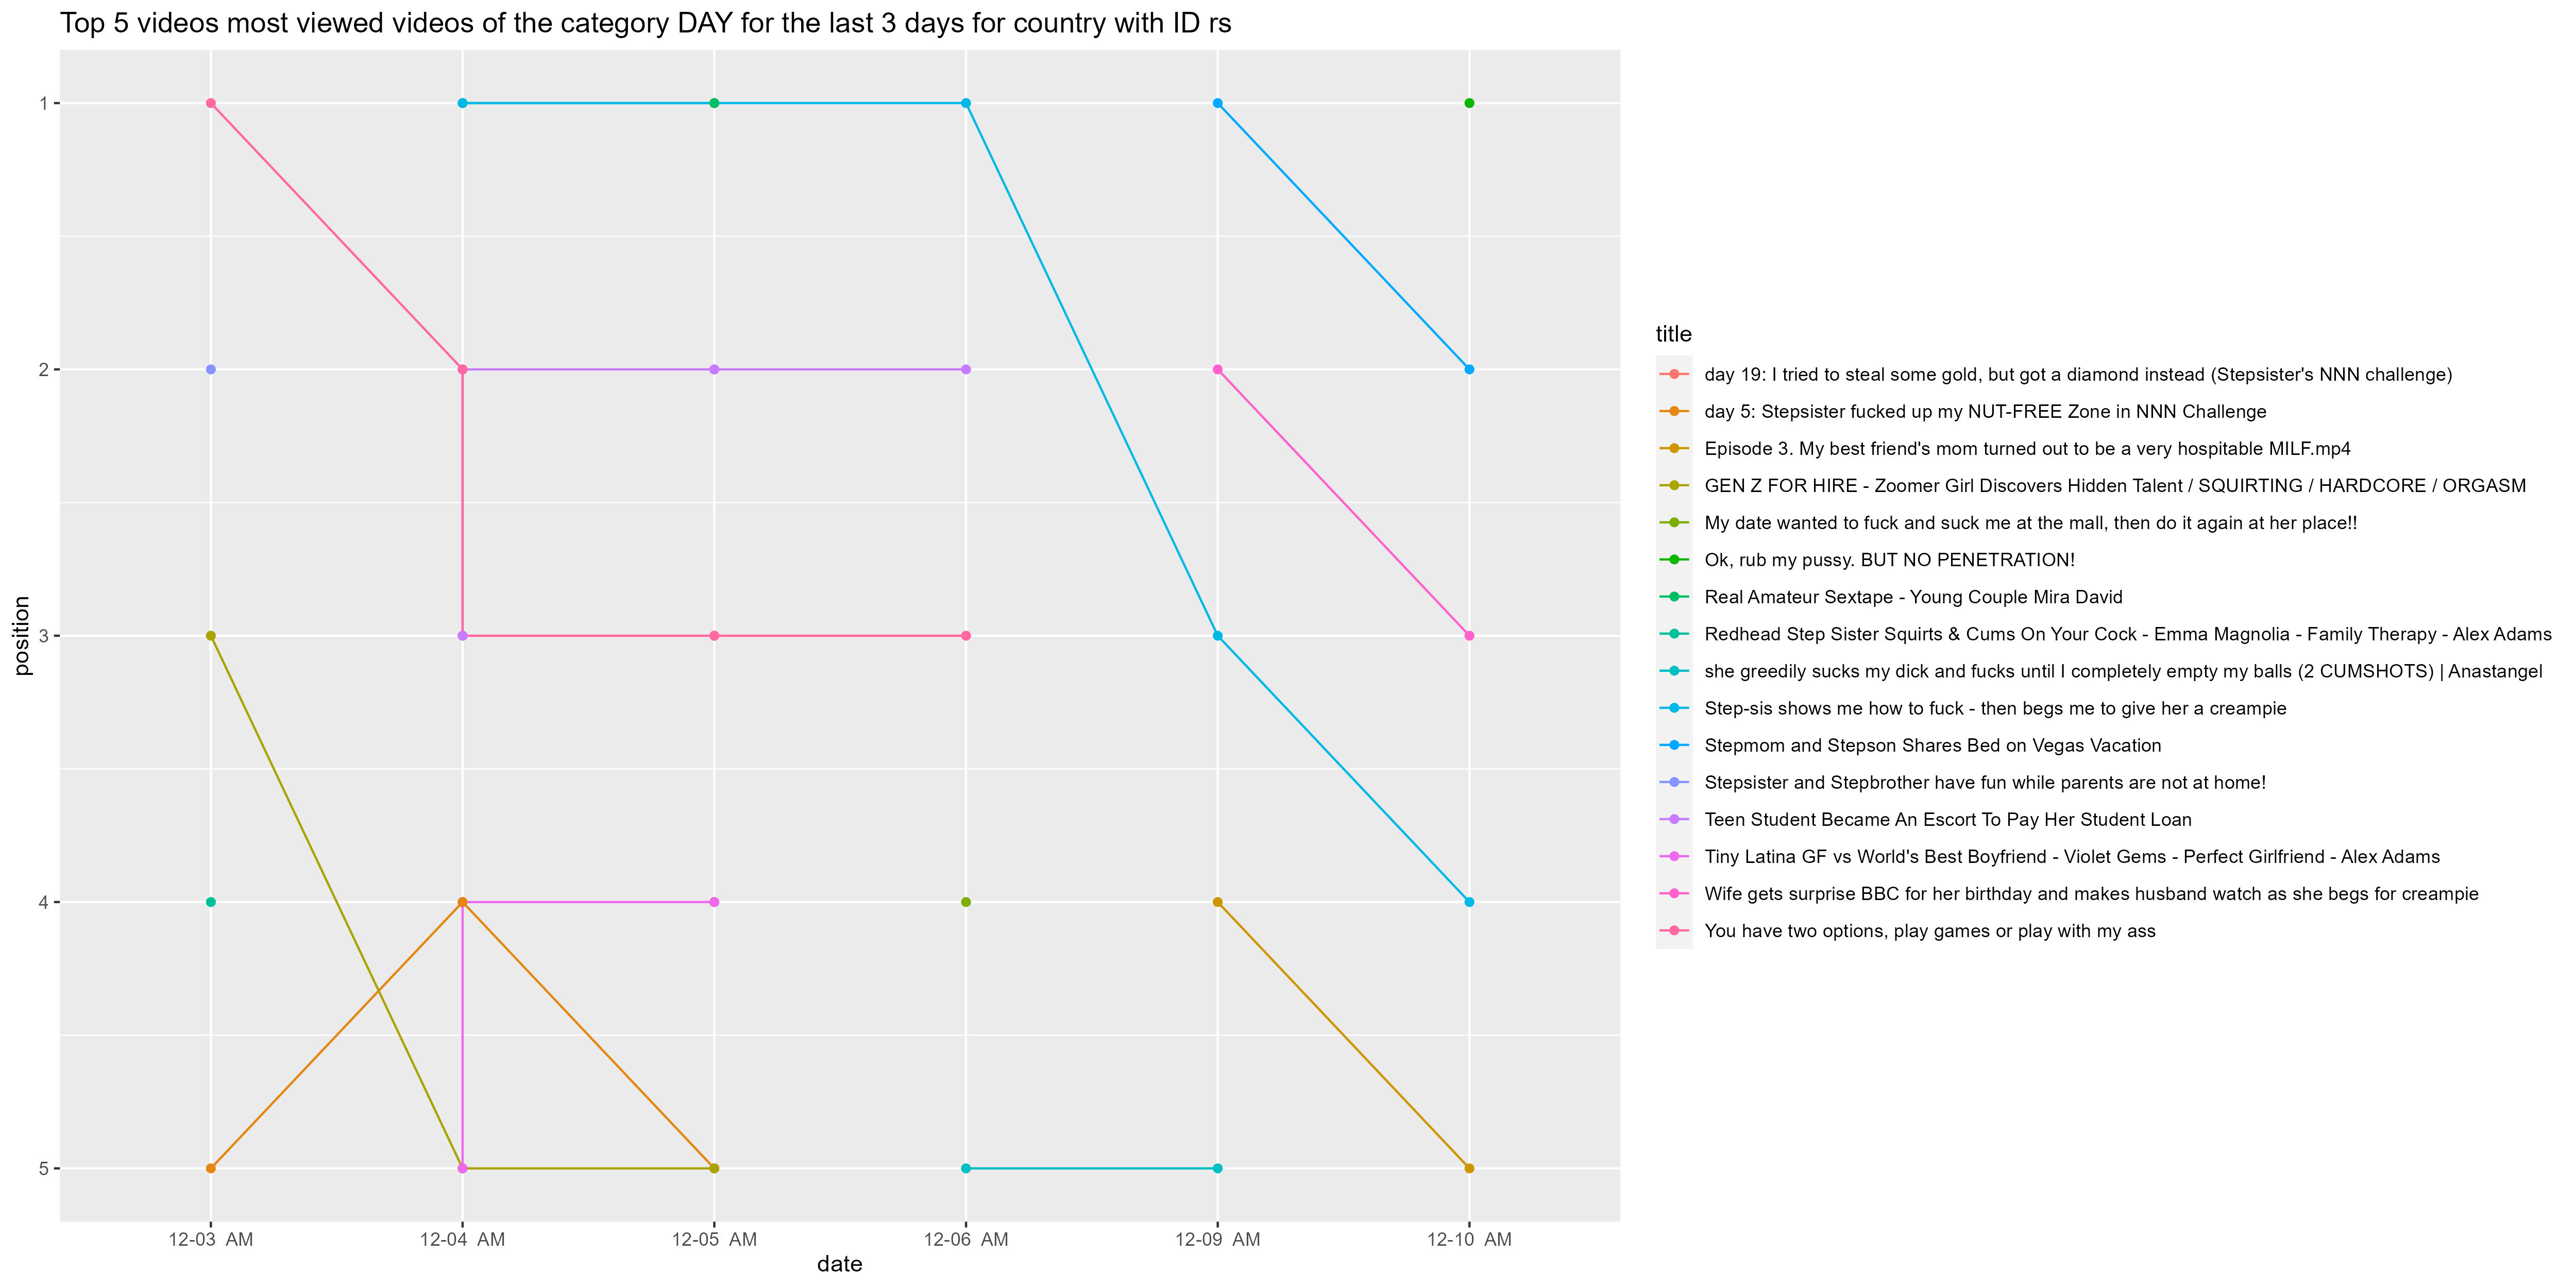 Top 5 videos most viewed videos of the category DAY for the last 3 days for country with ID rs
position
1
2
3
4
5
12-03 AM
12-04 AM
12-05 AM
12-06 AM
12-09 AM
12-10 AM
date
title
day 19: I tried to steal some gold, but got a diamond instead (Stepsister's NNN challenge)
day 5: Stepsister fucked up my NUT-FREE Zone in NNN Challenge
Episode 3. My best friend's mom turned out to be a very hospitable MILF.mp4
GEN Z FOR HIRE - Zoomer Girl Discovers Hidden Talent / SQUIRTING / HARDCORE / ORGASM
My date wanted to fuck and suck me at the mall, then do it again at her place!!
Ok, rub my pussy. BUT NO PENETRATION!
Real Amateur Sextape - Young Couple Mira David
Redhead Step Sister Squirts & Cums On Your Cock - Emma Magnolia - Family Therapy - Alex Adams
she greedily sucks my dick and fucks until I completely empty my balls (2 CUMSHOTS) | Anastangel
Step-sis shows me how to fuck - then begs me to give her a creampie
Stepmom and Stepson Shares Bed on Vegas Vacation
Stepsister and Stepbrother have fun while parents are not at home!
Teen Student Became An Escort To Pay Her Student Loan
Tiny Latina GF vs World's Best Boyfriend - Violet Gems - Perfect Girlfriend - Alex Adams
Wife gets surprise BBC for her birthday and makes husband watch as she begs for creampie
You have two options, play games or play with my ass